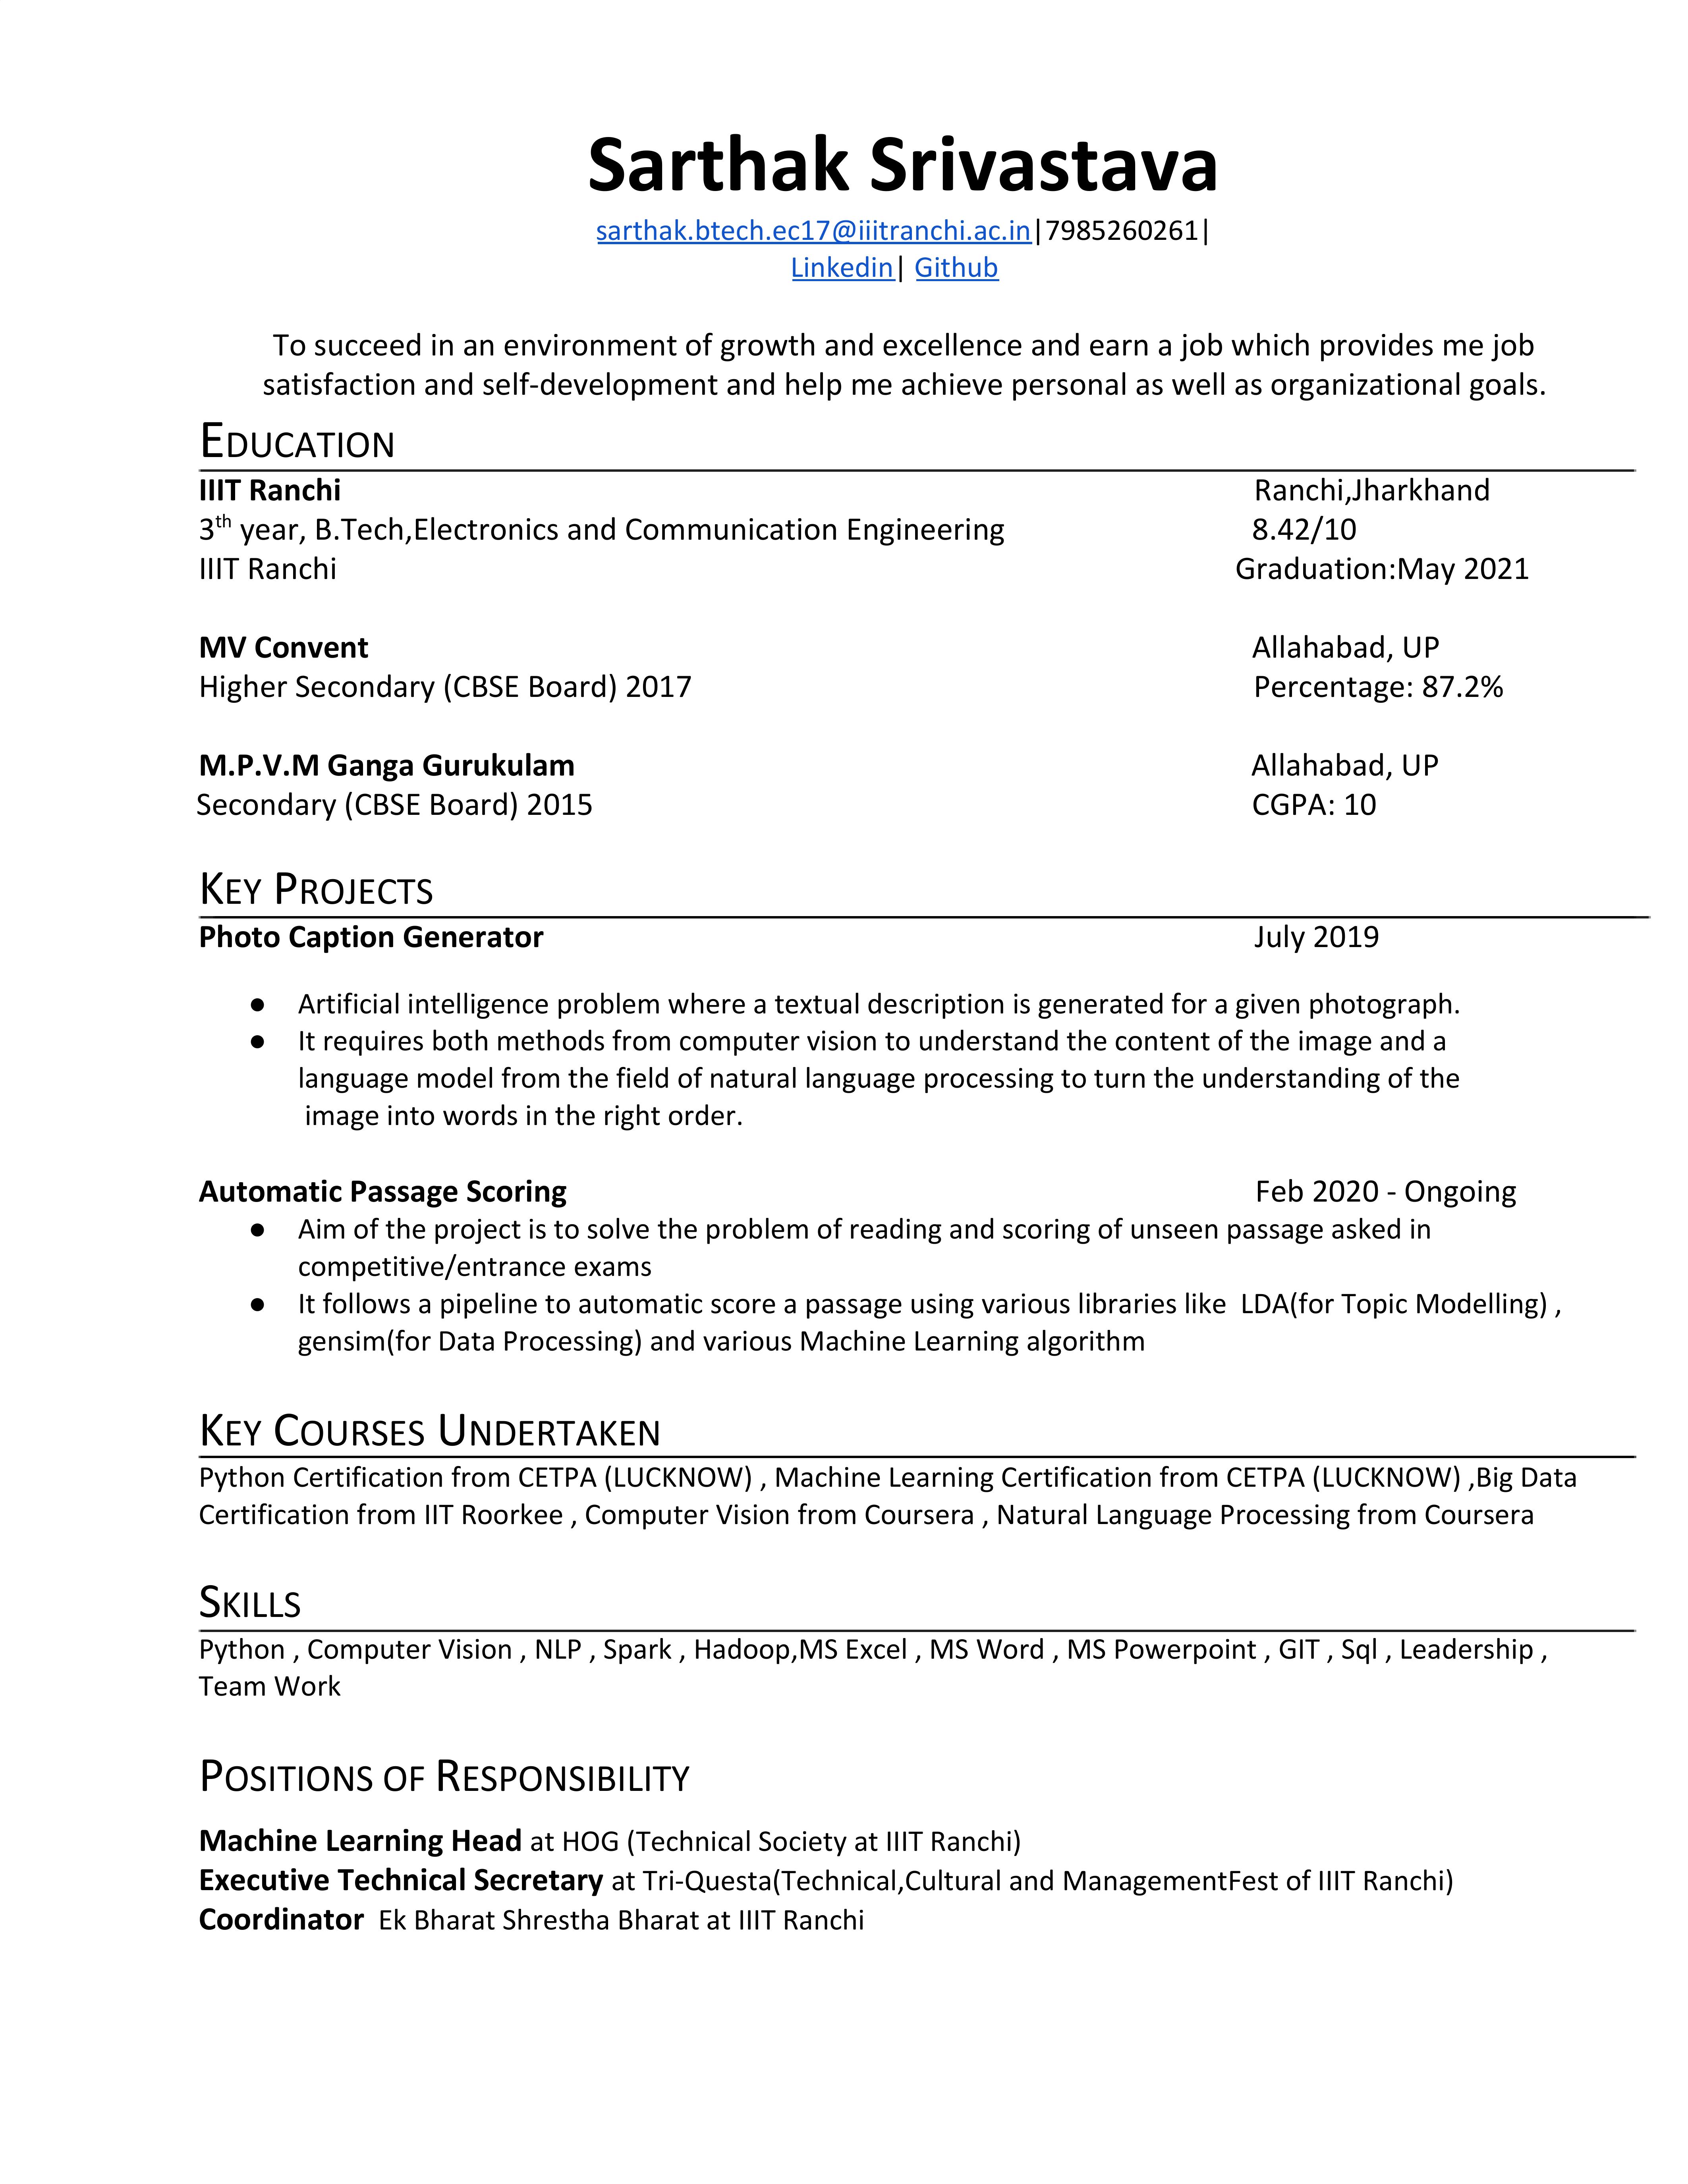 Sarthak Srivastava
sarthak.btech.ec17@iiitranchi.ac.in|7985260261|
Linkedin| Github
To succeed in an environment of growth and excellence and earn a job which provides me job
satisfaction and self-development and help me achieve personal as well as organizational goals.
EDUCATION
IIIT Ranchi Ranchi,Jharkhand
3th year, B.Tech,Electronics and Communication Engineering 8.42/10
IIIT Ranchi Graduation:May 2021
MV Convent Allahabad, UP
Higher Secondary (CBSE Board) 2017 Percentage: 87.2%
M.P.V.M Ganga Gurukulam Allahabad, UP
Secondary (CBSE Board) 2015 CGPA: 10
KEY PROJECTS
Photo Caption Generator July 2019
● Artificial intelligence problem where a textual description is generated for a given photograph.
● It requires both methods from computer vision to understand the content of the image and a
language model from the field of natural language processing to turn the understanding of the
image into words in the right order.
Automatic Passage Scoring Feb 2020 - Ongoing
● Aim of the project is to solve the problem of reading and scoring of unseen passage asked in
competitive/entrance exams
● It follows a pipeline to automatic score a passage using various libraries like LDA(for Topic Modelling) ,
gensim(for Data Processing) and various Machine Learning algorithm
KEY COURSES UNDERTAKEN
Python Certification from CETPA (LUCKNOW) , Machine Learning Certification from CETPA (LUCKNOW) ,Big Data
Certification from IIT Roorkee , Computer Vision from Coursera , Natural Language Processing from Coursera
SKILLS
Python , Computer Vision , NLP , Spark , Hadoop,MS Excel , MS Word , MS Powerpoint , GIT , Sql , Leadership ,
Team Work
POSITIONS OF RESPONSIBILITY
Machine Learning Head at HOG (Technical Society at IIIT Ranchi)
Executive Technical Secretary at Tri-Questa(Technical,Cultural and ManagementFest of IIIT Ranchi)
Coordinator Ek Bharat Shrestha Bharat at IIIT Ranchi